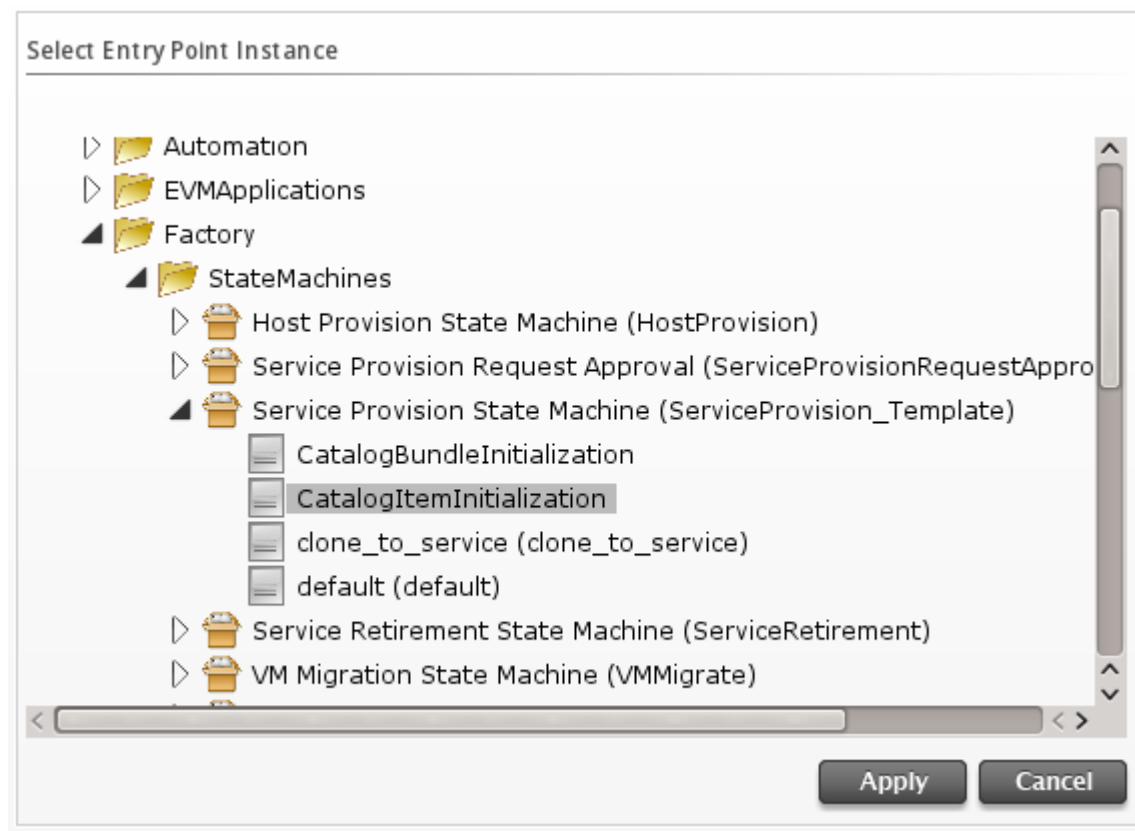 Select Entry Point Instance
Automation
EVMApplications
Factory
StateMachines
Host Provision State Machine (HostProvision)
Service Provision Request Approval (ServiceProvisionRequestAppro
Service Provision State Machine (ServiceProvision_Template)
CatalogBundleInitialization
CatalogItemInitialization
clone_to_service (clone_to_service)
default (default)
Service Retirement State Machine (ServiceRetirement)
VM Migration State Machine (VMMigrate)
Apply Cancel